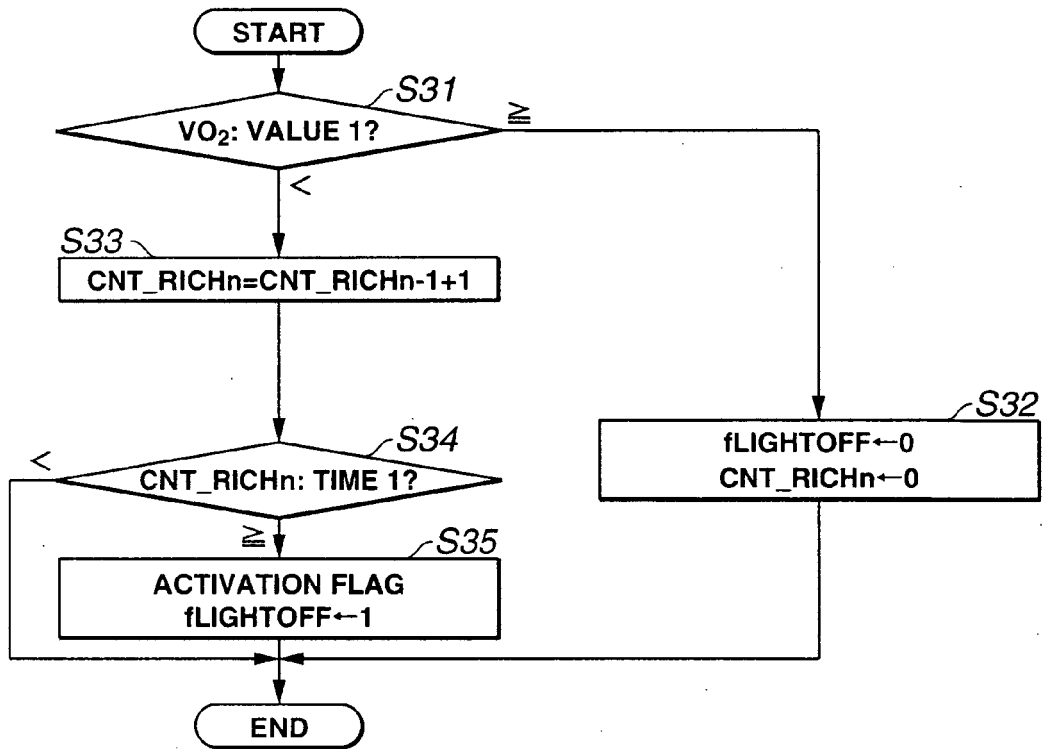 START
S31
VO₂: VALUE 1?
≧
<
S33
CNT_RICHn=CNT_RICHn-1+1
S32
fLIGHTOFF←0
CNT_RICHn←0
S34
<
CNT_RICHn: TIME 1?
≧
S35
ACTIVATION FLAG
fLIGHTOFF←1
END